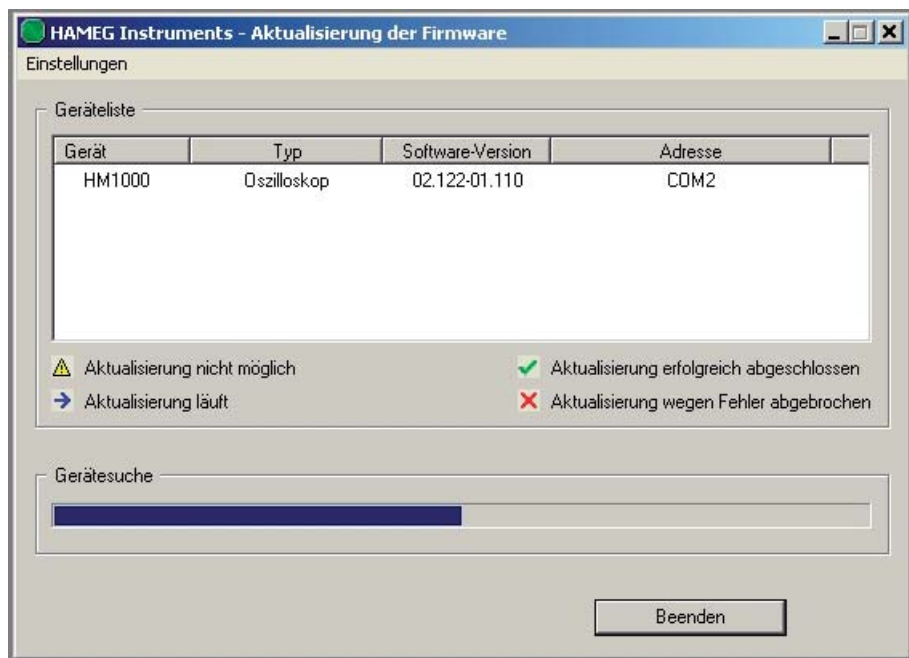 HAMEG Instruments - Aktualisierung der Firmware
Einstellungen
Geräteliste
Gerät Typ Software-Version Adresse
HM1000 Oszilloskop 02.122-01.110 COM2
Aktualisierung nicht möglich Aktualisierung erfolgreich abgeschlossen
Aktualisierung läuft Aktualisierung wegen Fehler abgebrochen
Gerätesuche
Beenden